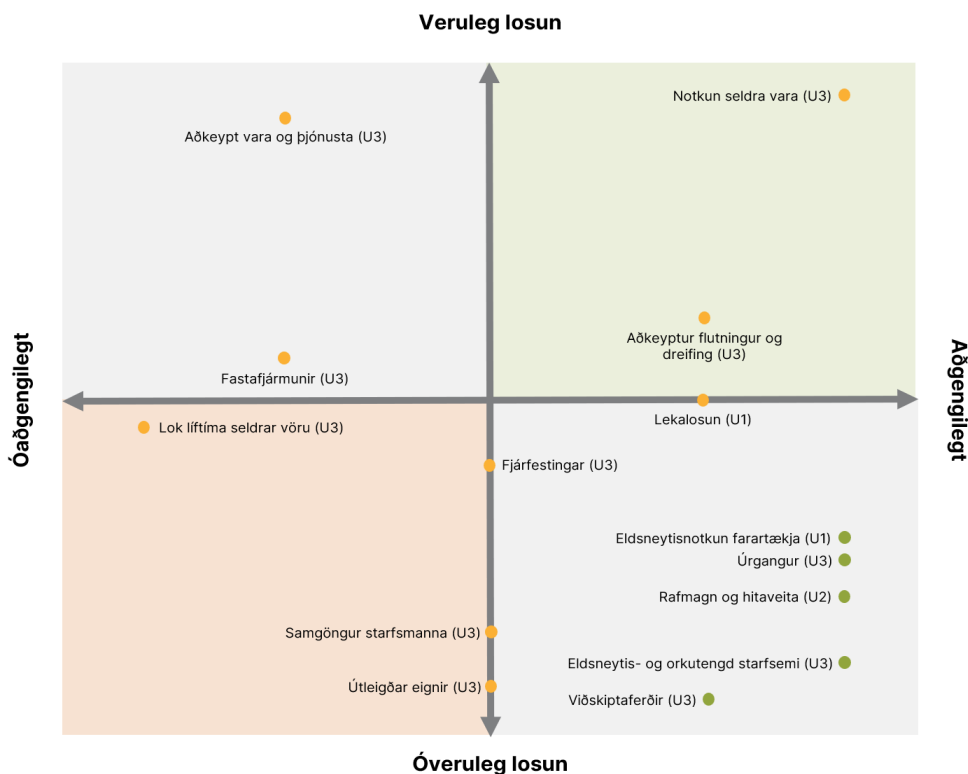 Veruleg losun
Notkun seldra vara (U3)
Aðkeypt vara og þjónusta (U3)
Aðkeyptur flutningur og
dreifing (U3)
Fastafjármunir (U3)
Óaðgengilegt
Aðgengilegt
Lekalosun (U1)
Lok líftíma seldrar vöru (U3)
Fjárfestingar (U3)
Eldsneytisnotkun farartækja (U1)
Úrgangur (U3)
Rafmagn og hitaveita (U2)
Samgöngur starfsmanna (U3)
Eldsneytis- og orkutengd starfsemi (U3)
Útleigðar eignir (U3)
Viðskiptaferðir (U3)
Óveruleg losun